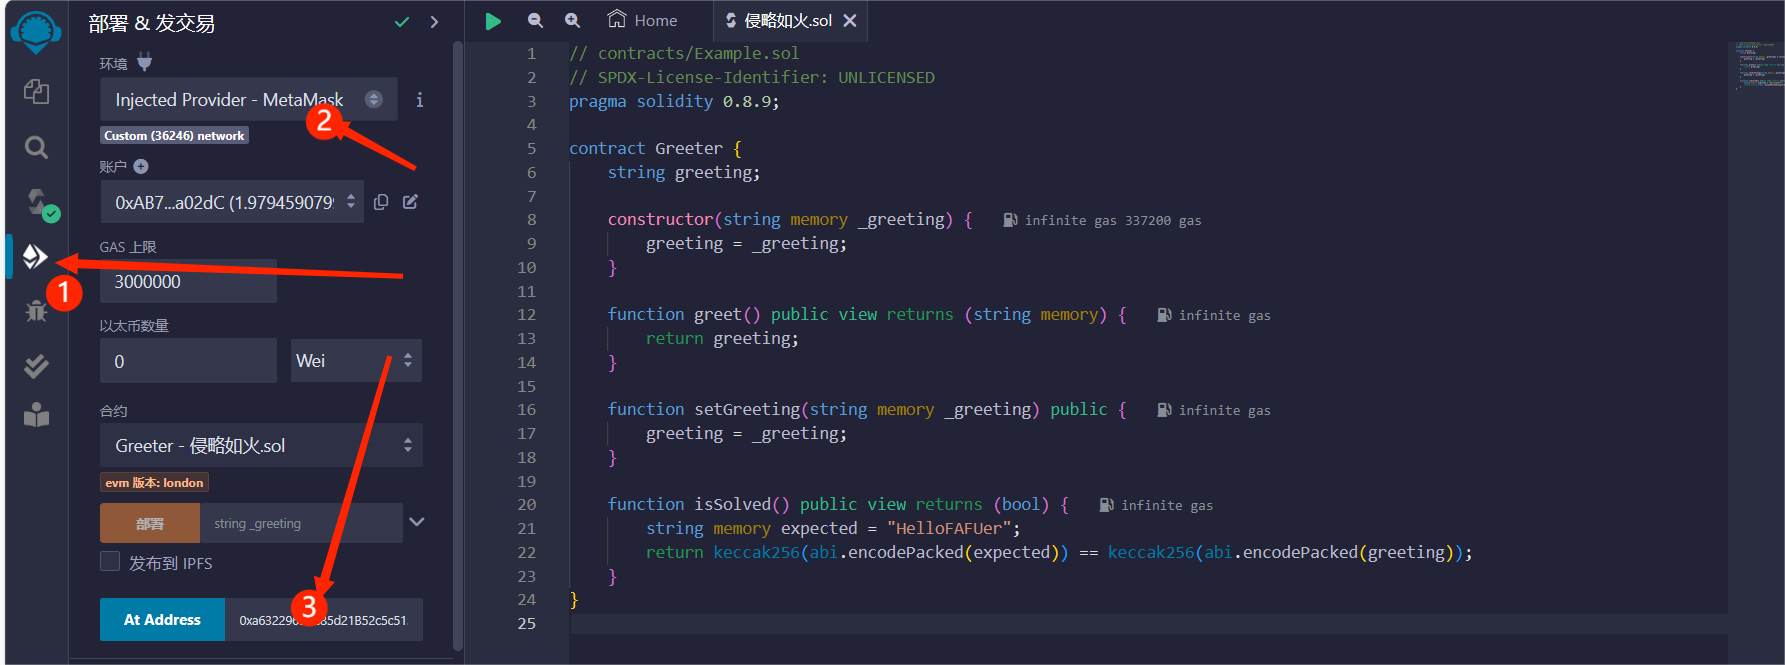 部署 & 发交易
环境
Injected Provider - MetaMask
2
Custom (36246) network
账户
0xAB7...a02dC (1.979459079
GAS 上限
3000000
1
以太币数量
0
Wei
合约
Greeter - 侵略如火.sol
evm 版本: london
部署
string _greeting
发布到 IPFS
At Address
3
Home
侵略如火.sol
1 // contracts/Example.sol
2 // SPDX-License-Identifier: UNLICENSED
3 pragma solidity 0.8.9;
4
5 contract Greeter {
6 string greeting;
7
8 constructor(string memory _greeting) { infinite gas 337200 gas
9 greeting = _greeting;
10 }
11
12 function greet() public view returns (string memory) { infinite gas
13 return greeting;
14 }
15
16 function setGreeting(string memory _greeting) public { infinite gas
17 greeting = _greeting;
18 }
19
20 function isSolved() public view returns (bool) { infinite gas
21 string memory expected = "HelloFAFUer";
22 return keccak256(abi.encodePacked(expected)) == keccak256(abi.encodePacked(greeting));
23 }
24 }
25